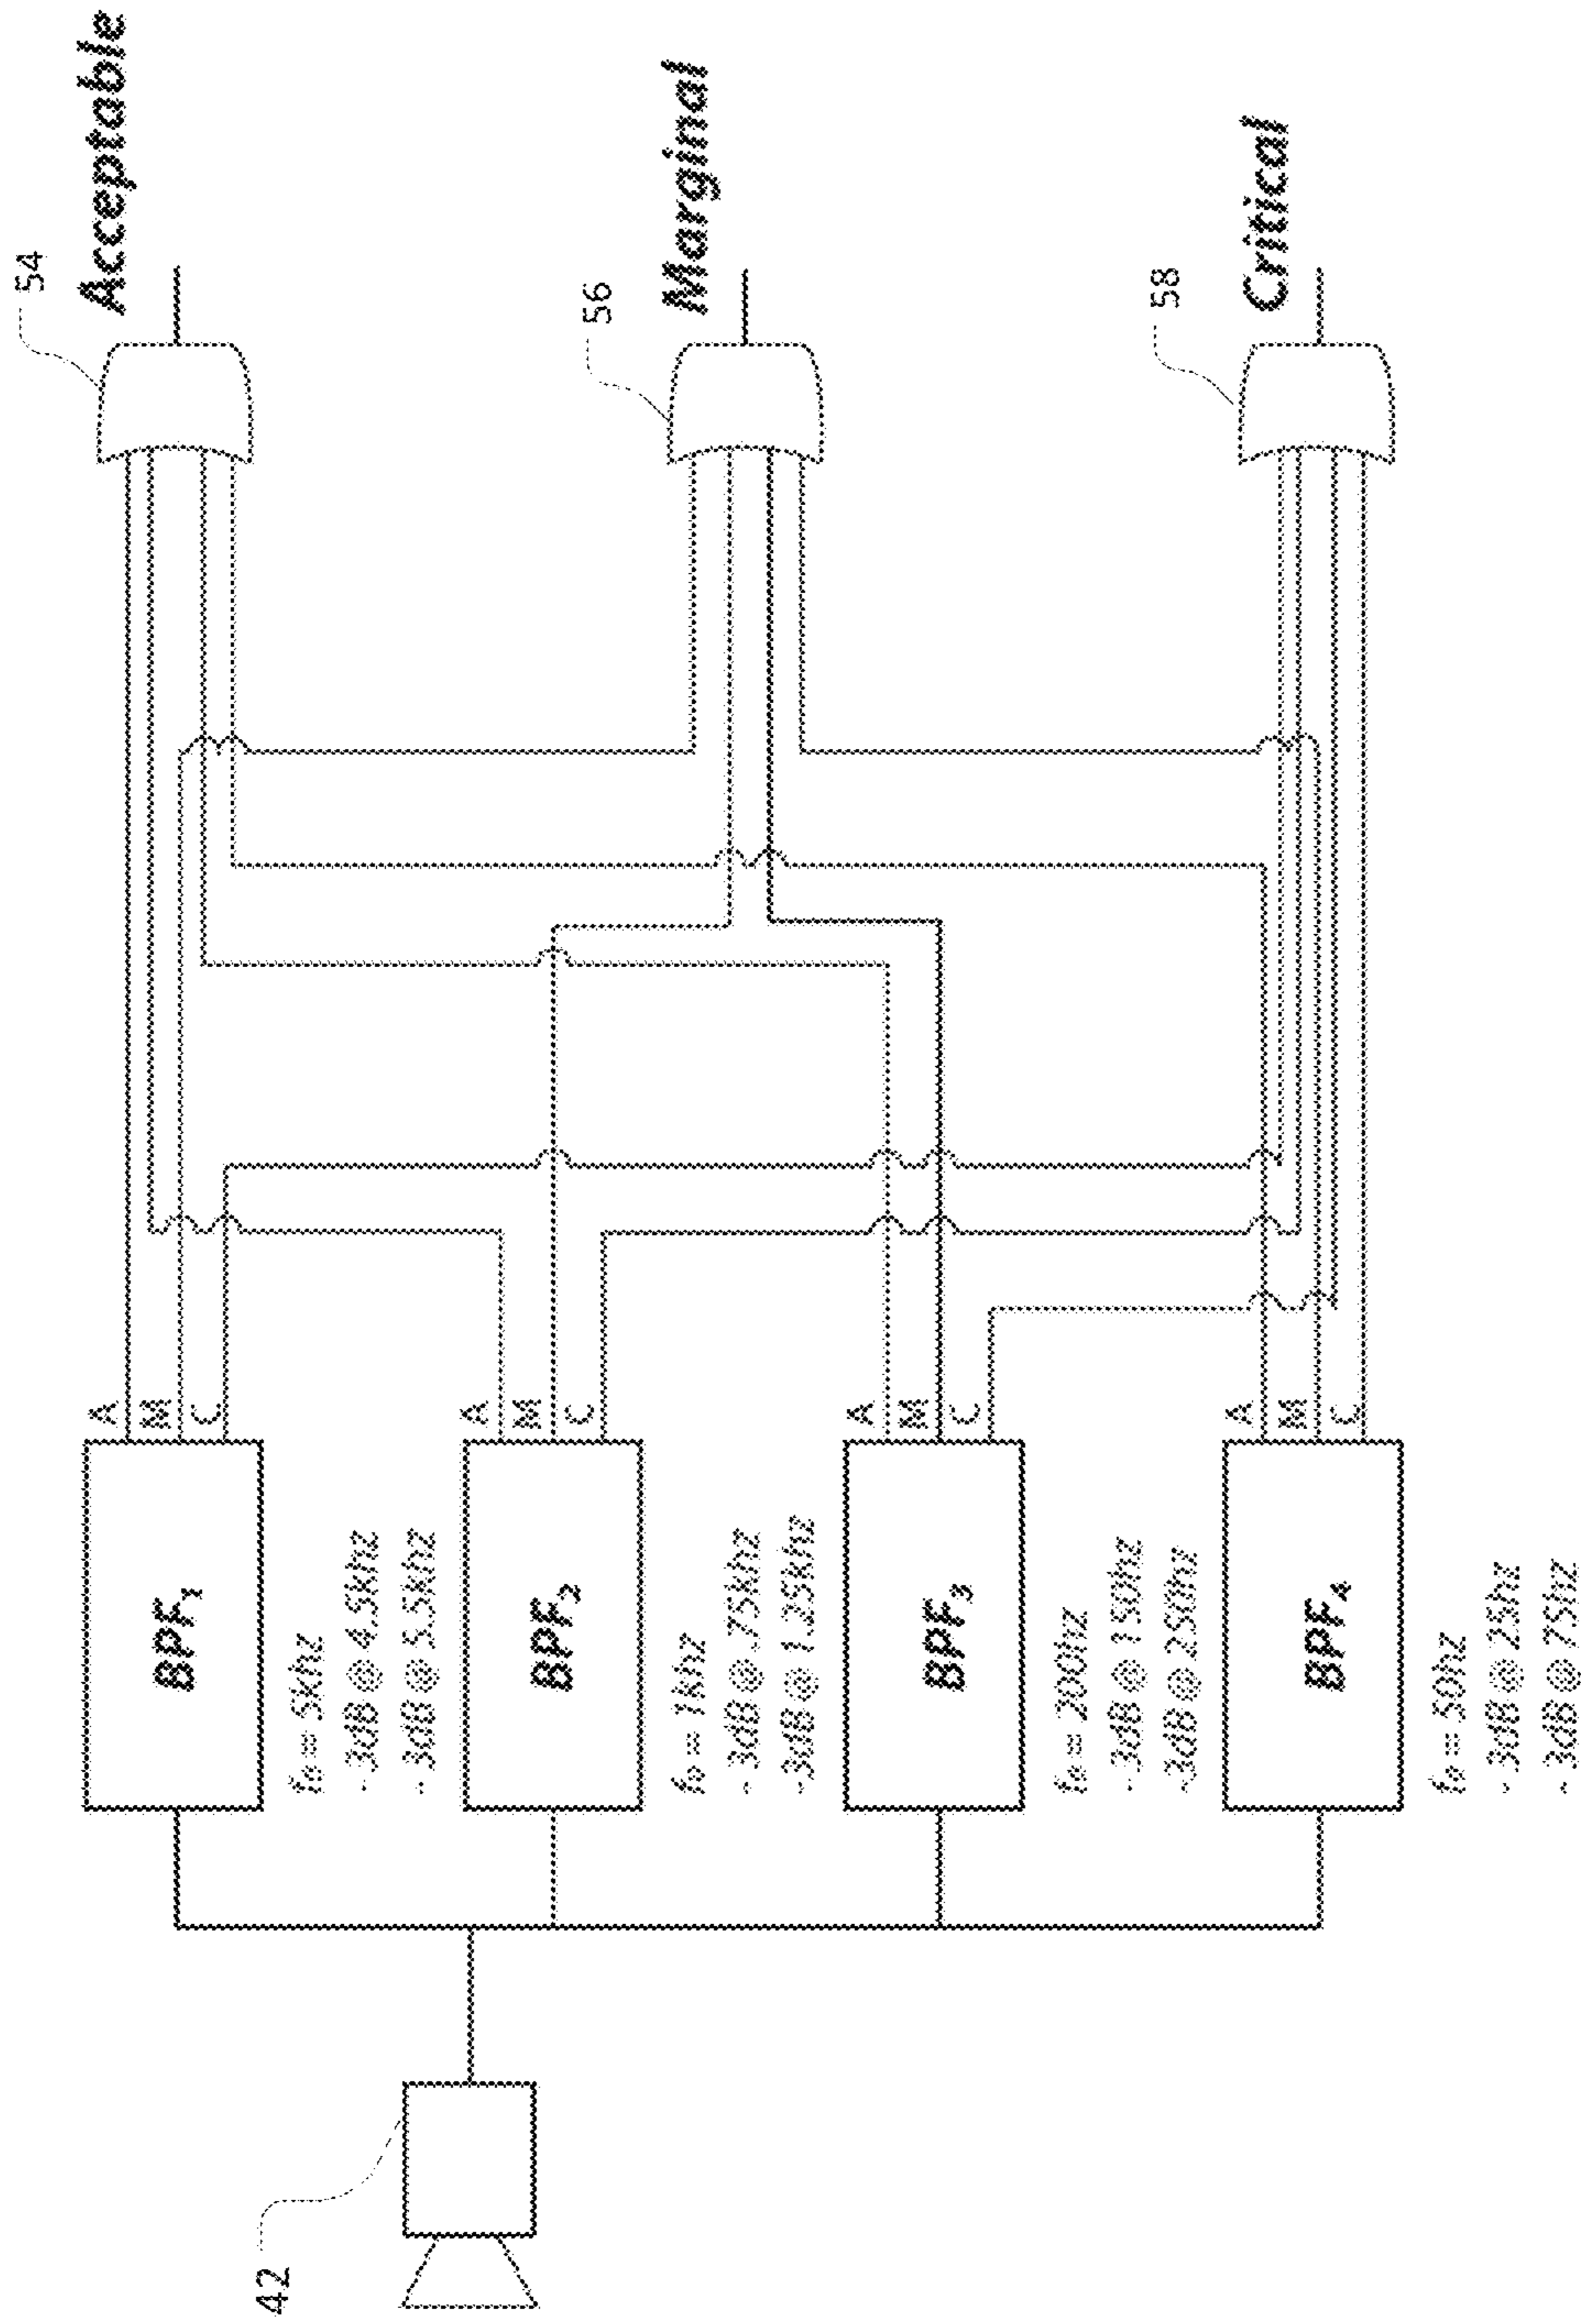 42
BPF1
A
M
C
f0 = 5khz
-3dB @ 4.5khz
-3dB @ 5.5khz
BPF2
A
M
C
f0 = 1khz
-3dB @ .75khz
-3dB @ 1.25khz
BPF3
A
M
C
f0 = 200hz
-3dB @ 150hz
-3dB @ 250hz
BPF4
A
M
C
f0 = 50hz
-3dB @ 25hz
-3dB @ 75hz
54
Acceptable
56
Marginal
58
Critical